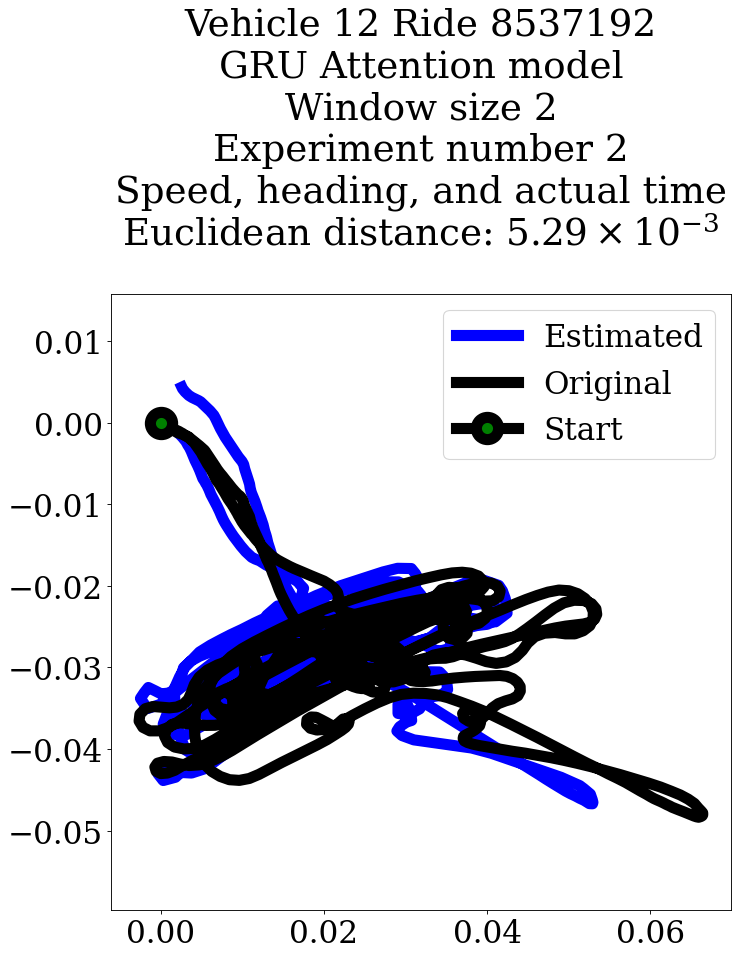 Vehicle 12 Ride 8537192
GRU Attention model
Window size 2
Experiment number 2
Speed, heading, and actual time
Euclidean distance: 5.29 × 10⁻³
Estimated
Original
Start
0.01
0.00
−0.01
−0.02
−0.03
−0.04
−0.05
0.00 0.02 0.04 0.06